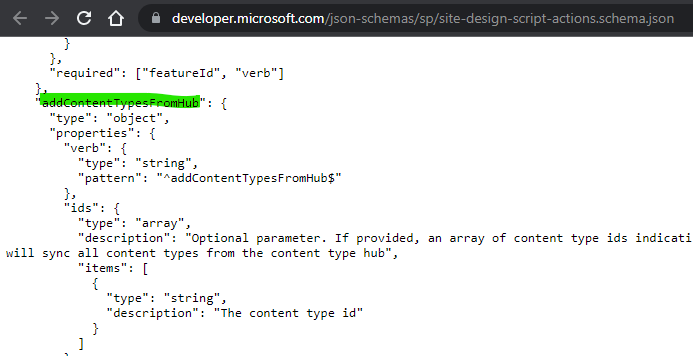 developer.microsoft.com/json-schemas/sp/site-design-script-actions.schema.json
}
},
"required": ["featureId", "verb"]
},
"addContentTypesFromHub": {
"type": "object",
"properties": {
"verb": {
"type": "string",
"pattern": "^addContentTypesFromHub$"
},
"ids": {
"type": "array",
"description": "Optional parameter. If provided, an array of content type ids indicati
will sync all content types from the content type hub",
"items": [
{
"type": "string",
"description": "The content type id"
}
]